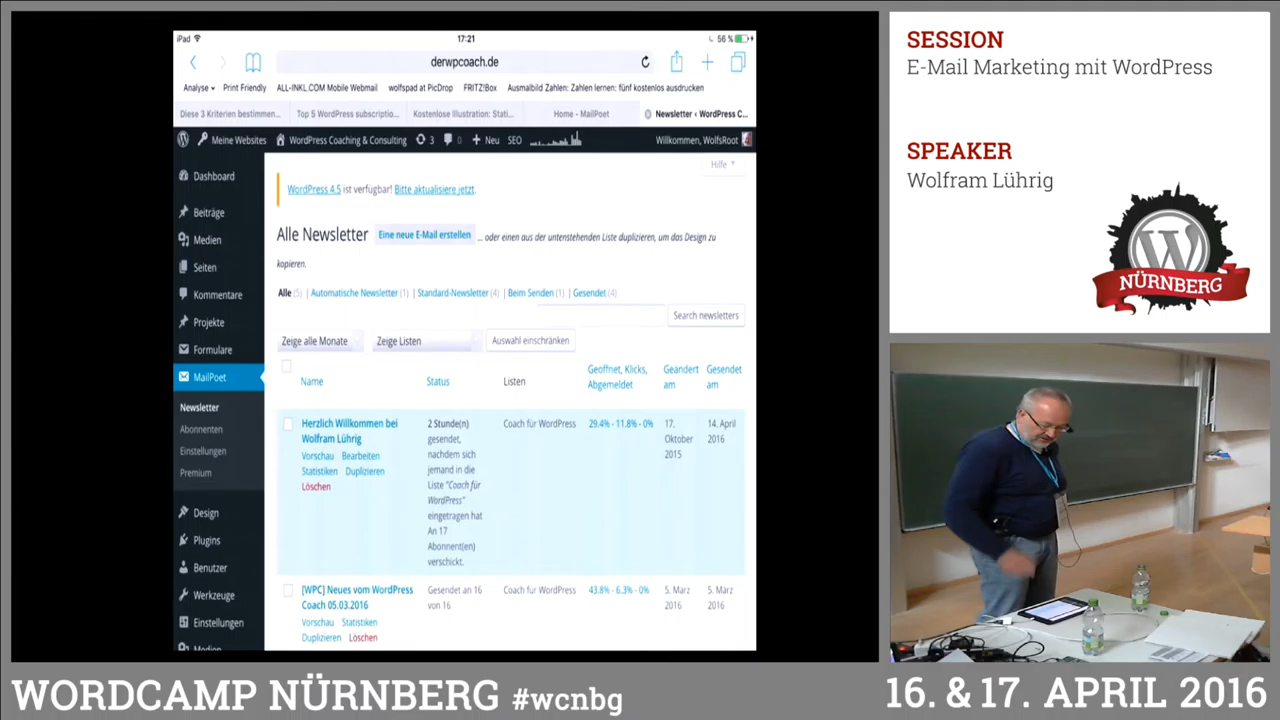 iPad
17:21
56 %
derwpcoach.de
Analyse
Print Friendly
ALL-INKL.COM Mobile Webmail
wolfspad at PicDrop
FRITZ!Box
Ausmalbild Zahlen: Zahlen lernen: fünf kostenlos ausdrucken
Diese 3 Kriterien bestimmen...
Top 5 WordPress subscriptio...
Kostenlose Illustration: Stati...
Home - MailPoet
Newsletter ‹ WordPress C...
Meine Websites
WordPress Coaching & Consulting
3
0
Neu
SEO
Willkommen, WolfsRoot
Dashboard
Beiträge
Medien
Seiten
Kommentare
Projekte
Formulare
MailPoet
Newsletter
Abonnenten
Einstellungen
Premium
Design
Plugins
Benutzer
Werkzeuge
Einstellungen
Medien
Hilfe
WordPress 4.5 ist verfügbar! Bitte aktualisiere jetzt.
Alle Newsletter
Eine neue E-Mail erstellen
... oder einen aus der untenstehenden Liste duplizieren, um das Design zu
kopieren.
Alle (5) | Automatische Newsletter (1) | Standard-Newsletter (4) | Beim Senden (1) | Gesendet (4)
Search newsletters
Zeige alle Monate
Zeige Listen
Auswahl einschränken
Name
Status
Listen
Geöffnet, Klicks,
Abgemeldet
Geändert
am
Gesendet
am
Herzlich Willkommen bei
Wolfram Lührig
Vorschau Bearbeiten
Statistiken Duplizieren
Löschen
2 Stunde(n)
gesendet,
nachdem sich
jemand in die
Liste "Coach für
WordPress"
eingetragen hat
An 17
Abonnent(en)
verschickt.
Coach für WordPress
29.4% - 11.8% - 0%
17.
Oktober
2015
14. April
2016
[WPC] Neues vom WordPress
Coach 05.03.2016
Vorschau Statistiken
Duplizieren Löschen
Gesendet an 16
von 16
Coach für WordPress
43.8% - 6.3% - 0%
5. März
2016
5. März
2016
SESSION
E-Mail Marketing mit WordPress
SPEAKER
Wolfram Lührig
NÜRNBERG
WORDCAMP NÜRNBERG #wcnbg
16. & 17. APRIL 2016